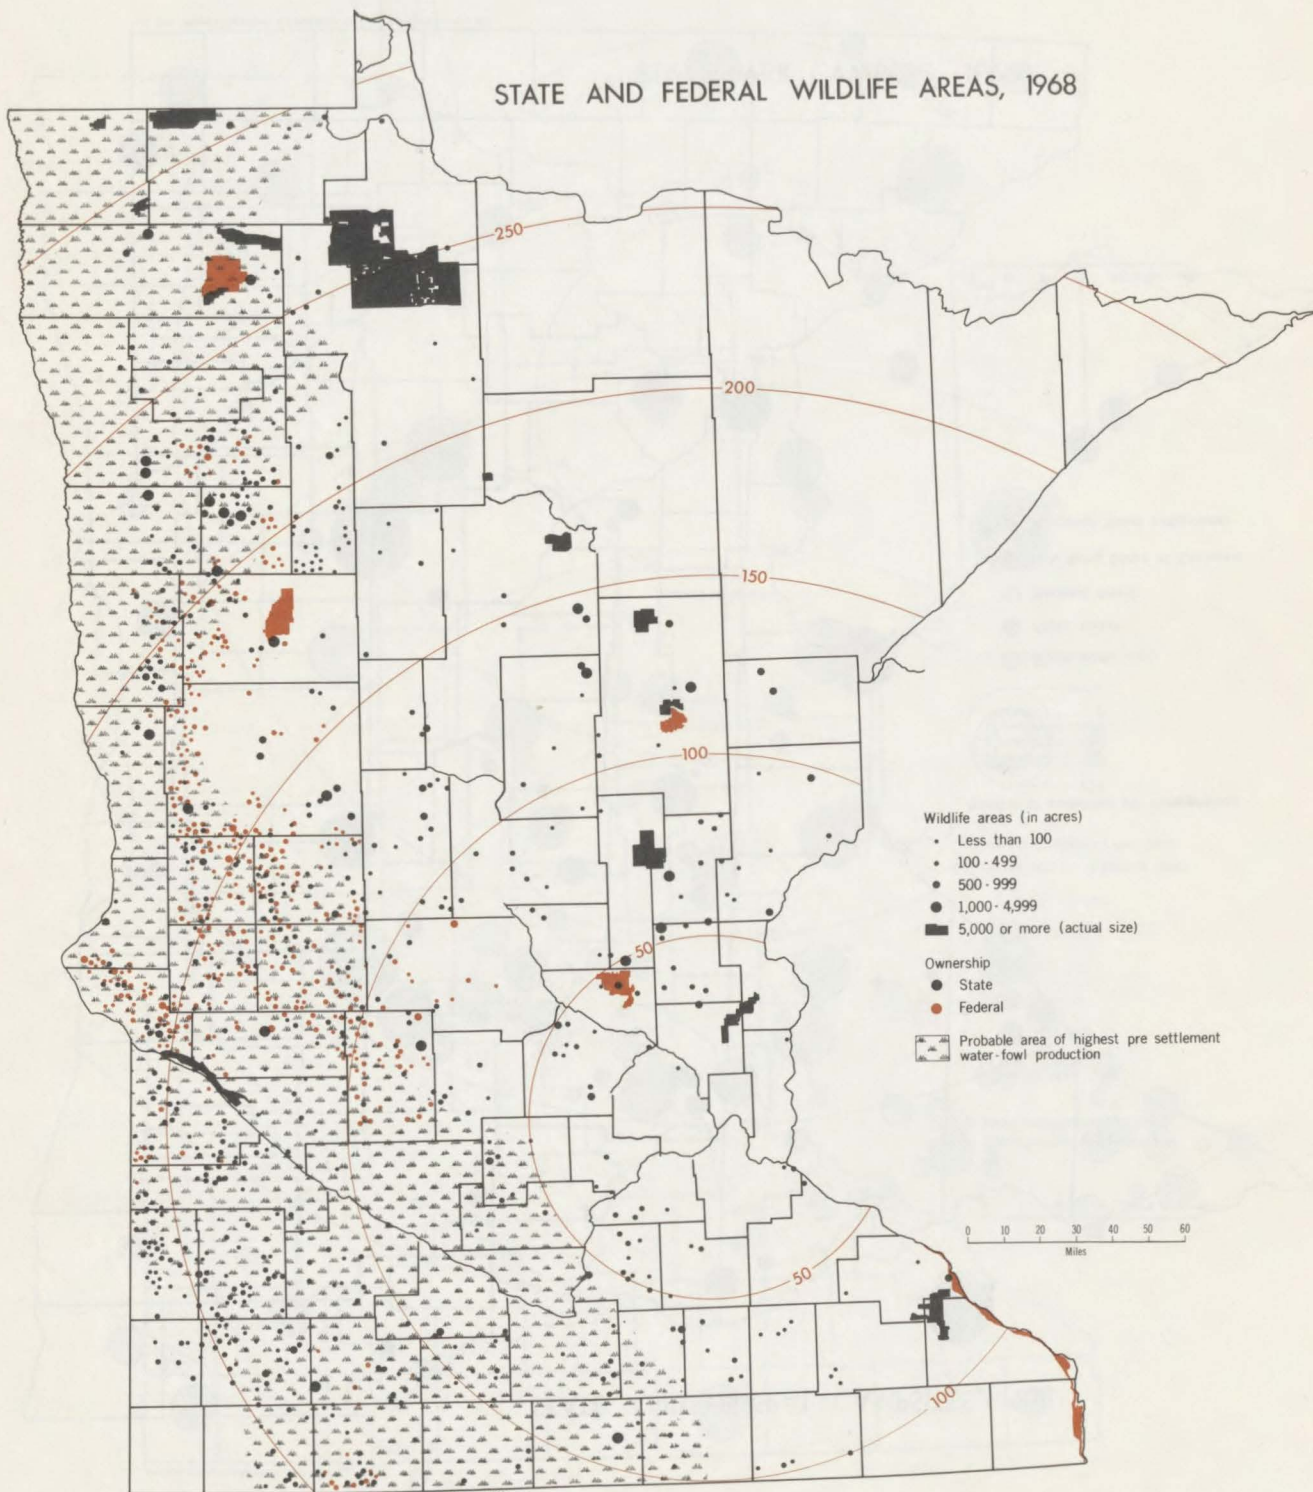 STATE AND FEDERAL WILDLIFE AREAS, 1968
250
200
150
100
50
50
100
Wildlife areas (in acres)
Less than 100
100 - 499
500 - 999
1,000 - 4,999
5,000 or more (actual size)
Ownership
State
Federal
Probable area of highest pre settlement
water-fowl production
0 10 20 30 40 50 60
Miles